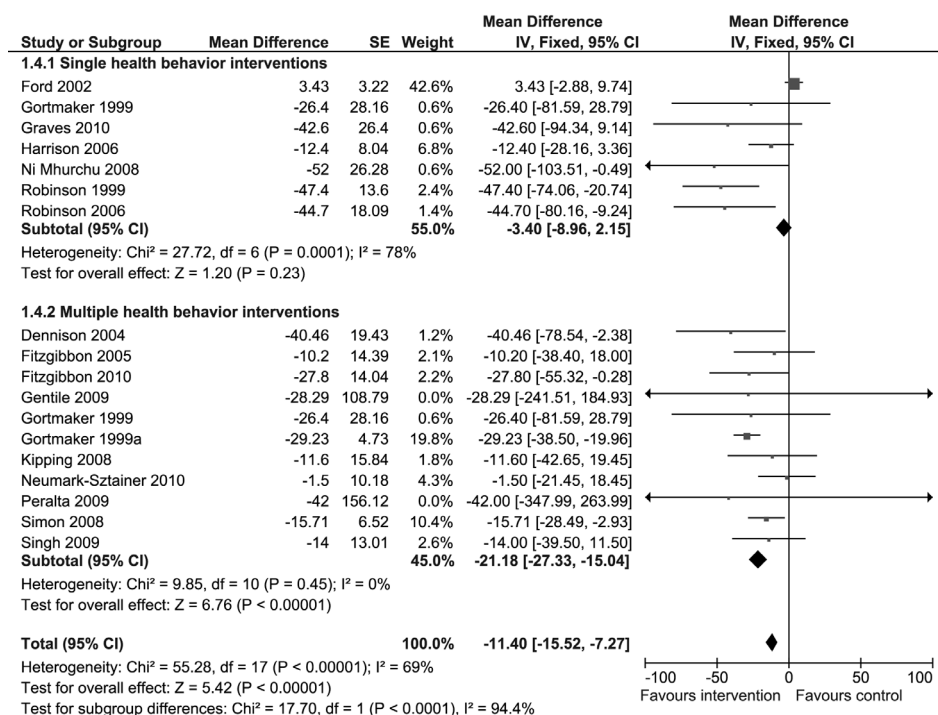 Mean Difference Mean Difference
Study or Subgroup Mean Difference SE Weight IV, Fixed, 95% CI IV, Fixed, 95% CI
1.4.1 Single health behavior interventions
Ford 2002 3.43 3.22 42.6% 3.43 [-2.88, 9.74]
Gortmaker 1999 -26.4 28.16 0.6% -26.40 [-81.59, 28.79]
Graves 2010 -42.6 26.4 0.6% -42.60 [-94.34, 9.14]
Harrison 2006 -12.4 8.04 6.8% -12.40 [-28.16, 3.36]
Ni Mhurchu 2008 -52 26.28 0.6% -52.00 [-103.51, -0.49]
Robinson 1999 -47.4 13.6 2.4% -47.40 [-74.06, -20.74]
Robinson 2006 -44.7 18.09 1.4% -44.70 [-80.16, -9.24]
Subtotal (95% CI) 55.0% -3.40 [-8.96, 2.15]
Heterogeneity: Chi² = 27.72, df = 6 (P = 0.0001); I² = 78%
Test for overall effect: Z = 1.20 (P = 0.23)
1.4.2 Multiple health behavior interventions
Dennison 2004 -40.46 19.43 1.2% -40.46 [-78.54, -2.38]
Fitzgibbon 2005 -10.2 14.39 2.1% -10.20 [-38.40, 18.00]
Fitzgibbon 2010 -27.8 14.04 2.2% -27.80 [-55.32, -0.28]
Gentile 2009 -28.29 108.79 0.0% -28.29 [-241.51, 184.93]
Gortmaker 1999 -26.4 28.16 0.6% -26.40 [-81.59, 28.79]
Gortmaker 1999a -29.23 4.73 19.8% -29.23 [-38.50, -19.96]
Kipping 2008 -11.6 15.84 1.8% -11.60 [-42.65, 19.45]
Neumark-Sztainer 2010 -1.5 10.18 4.3% -1.50 [-21.45, 18.45]
Peralta 2009 -42 156.12 0.0% -42.00 [-347.99, 263.99]
Simon 2008 -15.71 6.52 10.4% -15.71 [-28.49, -2.93]
Singh 2009 -14 13.01 2.6% -14.00 [-39.50, 11.50]
Subtotal (95% CI) 45.0% -21.18 [-27.33, -15.04]
Heterogeneity: Chi² = 9.85, df = 10 (P = 0.45); I² = 0%
Test for overall effect: Z = 6.76 (P < 0.00001)
Total (95% CI) 100.0% -11.40 [-15.52, -7.27]
Heterogeneity: Chi² = 55.28, df = 17 (P < 0.00001); I² = 69%
Test for overall effect: Z = 5.42 (P < 0.00001)
Test for subgroup differences: Chi² = 17.70, df = 1 (P < 0.0001), I² = 94.4%
-100 -50 0 50 100
Favours intervention Favours control